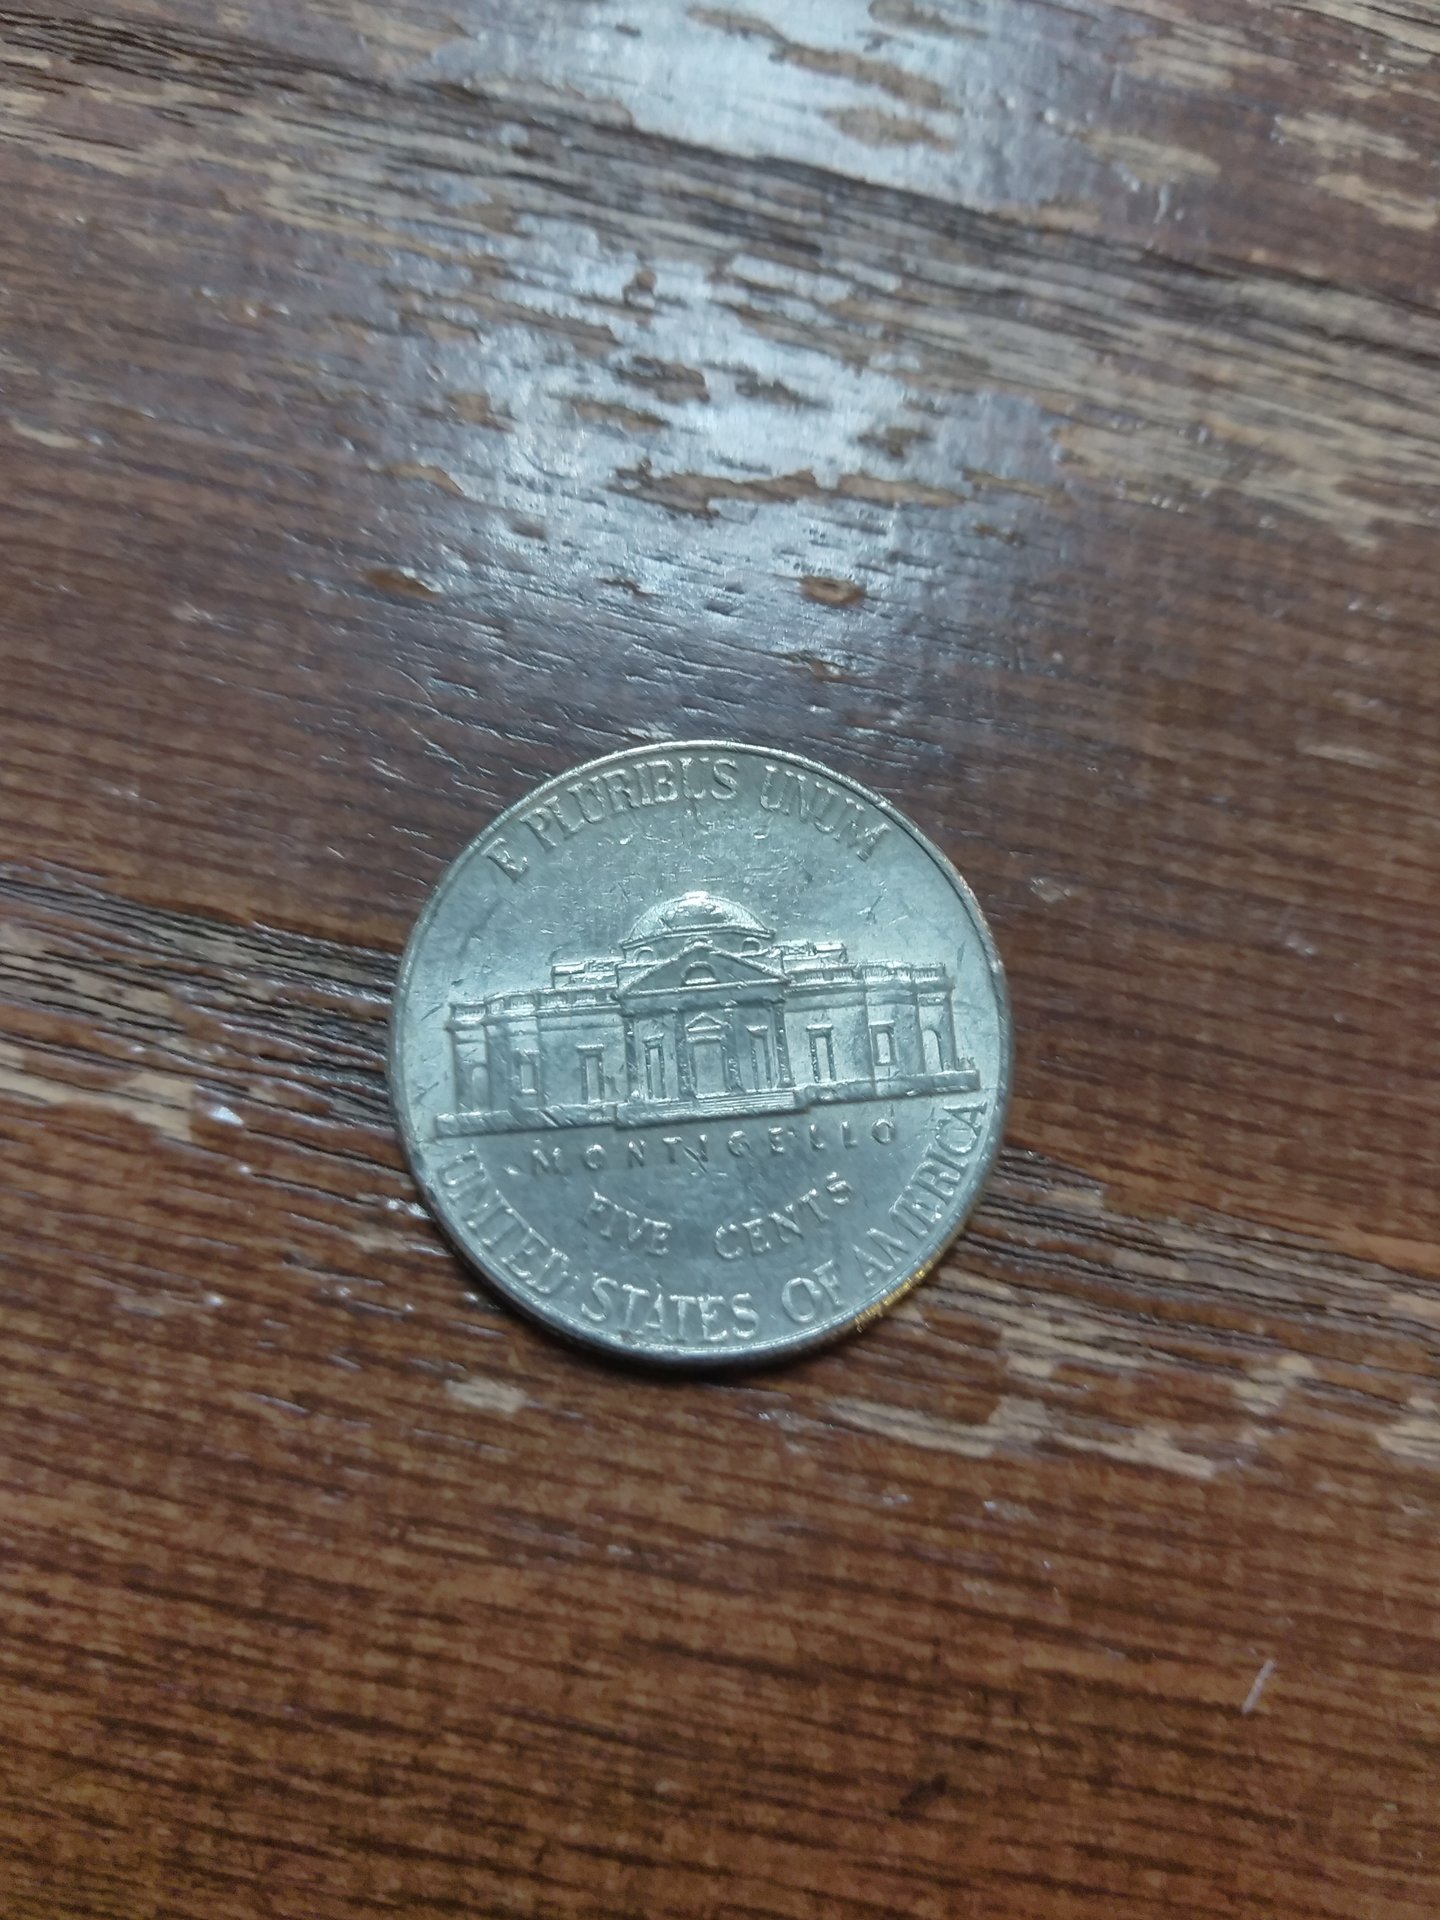 E PLURIBUS UNUM
MONTICELLO
FIVE CENTS
UNITED STATES OF AMERICA